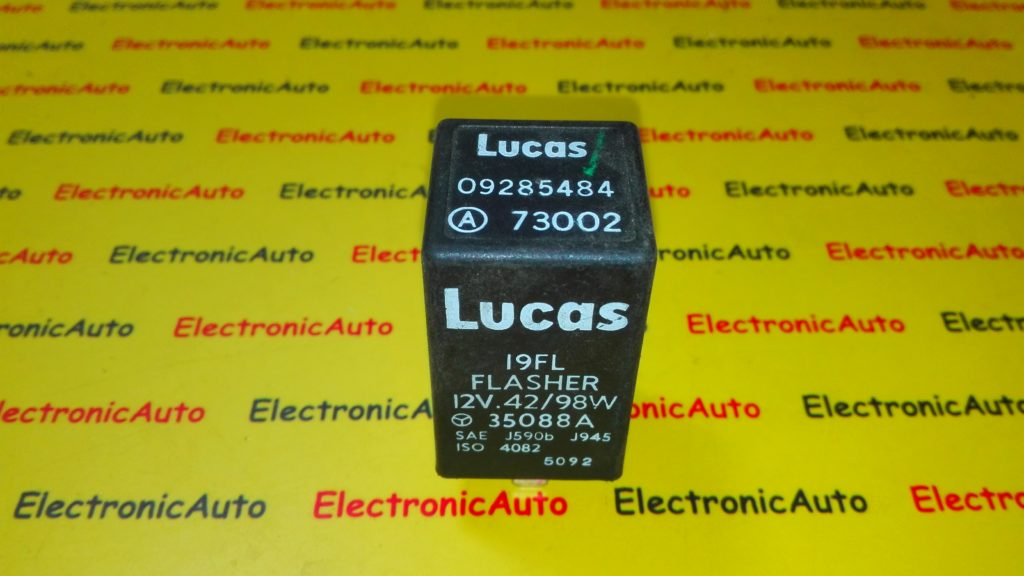 Lucas
09285484
Ⓐ 73002
Lucas
19FL
FLASHER
12V.42/98W
35088A
SAE J590b J945
ISO 4082
5092
ElectronicAuto